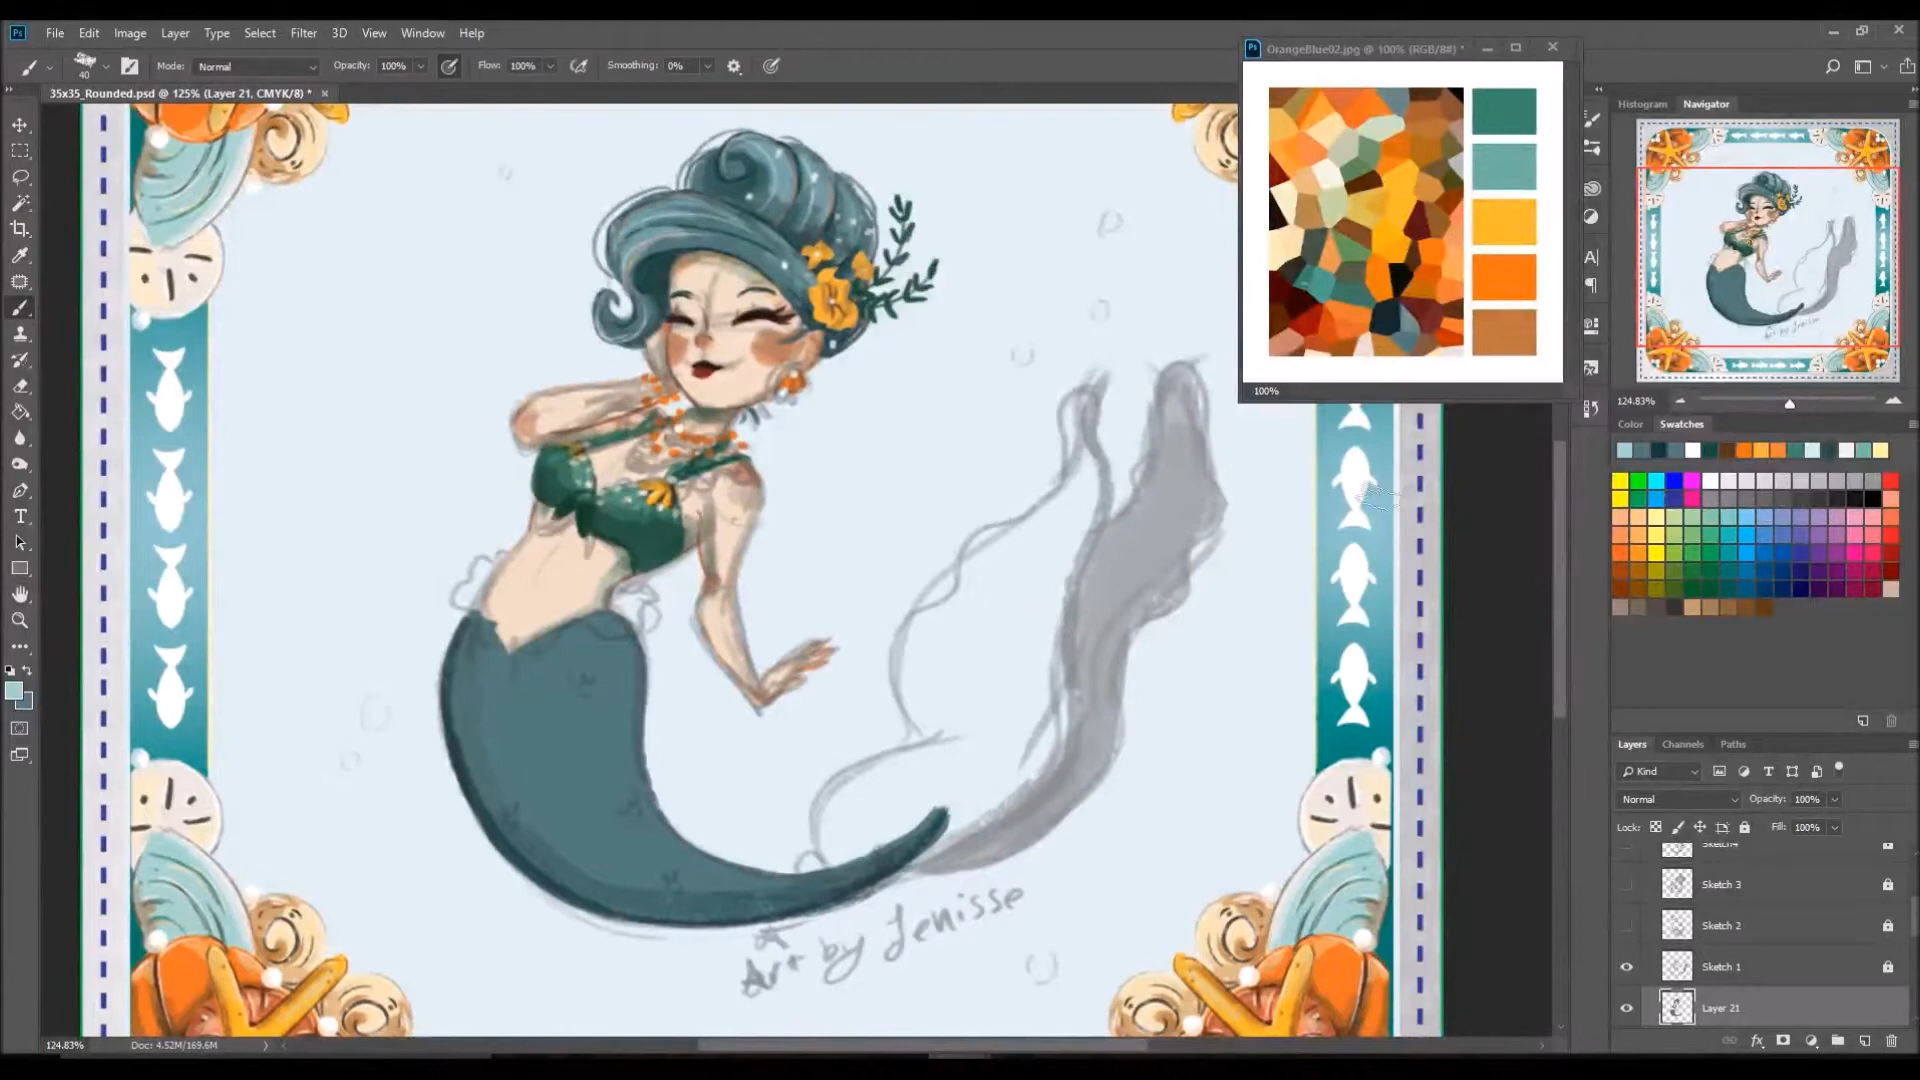 Ps File Edit Image Layer Type Select Filter 3D View Window Help
40 Mode: Normal Opacity: 100% Flow: 100% Smoothing: 0%
OrangeBlue02.jpg @ 100% (RGB/8#) *
35x35_Rounded.psd @ 125% (Layer 21, CMYK/8) *
Histogram Navigator
100%
124.83%
Color Swatches
Art by Jenisse
Layers Channels Paths
Kind
Normal Opacity: 100%
Lock: Fill: 100%
Sketch4
Sketch 3
Sketch 2
Sketch 1
Layer 21
124.83% Doc: 4.52M/169.6M